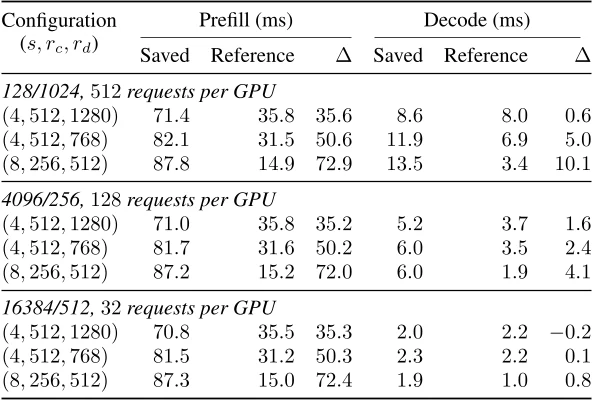 Configuration Prefill (ms) Decode (ms)
(s, r_c, r_d) Saved Reference Δ Saved Reference Δ
128/1024, 512 requests per GPU
(4, 512, 1280) 71.4 35.8 35.6 8.6 8.0 0.6
(4, 512, 768) 82.1 31.5 50.6 11.9 6.9 5.0
(8, 256, 512) 87.8 14.9 72.9 13.5 3.4 10.1
4096/256, 128 requests per GPU
(4, 512, 1280) 71.0 35.8 35.2 5.2 3.7 1.6
(4, 512, 768) 81.7 31.6 50.2 6.0 3.5 2.4
(8, 256, 512) 87.2 15.2 72.0 6.0 1.9 4.1
16384/512, 32 requests per GPU
(4, 512, 1280) 70.8 35.5 35.3 2.0 2.2 −0.2
(4, 512, 768) 81.5 31.2 50.3 2.3 2.2 0.1
(8, 256, 512) 87.3 15.0 72.4 1.9 1.0 0.8